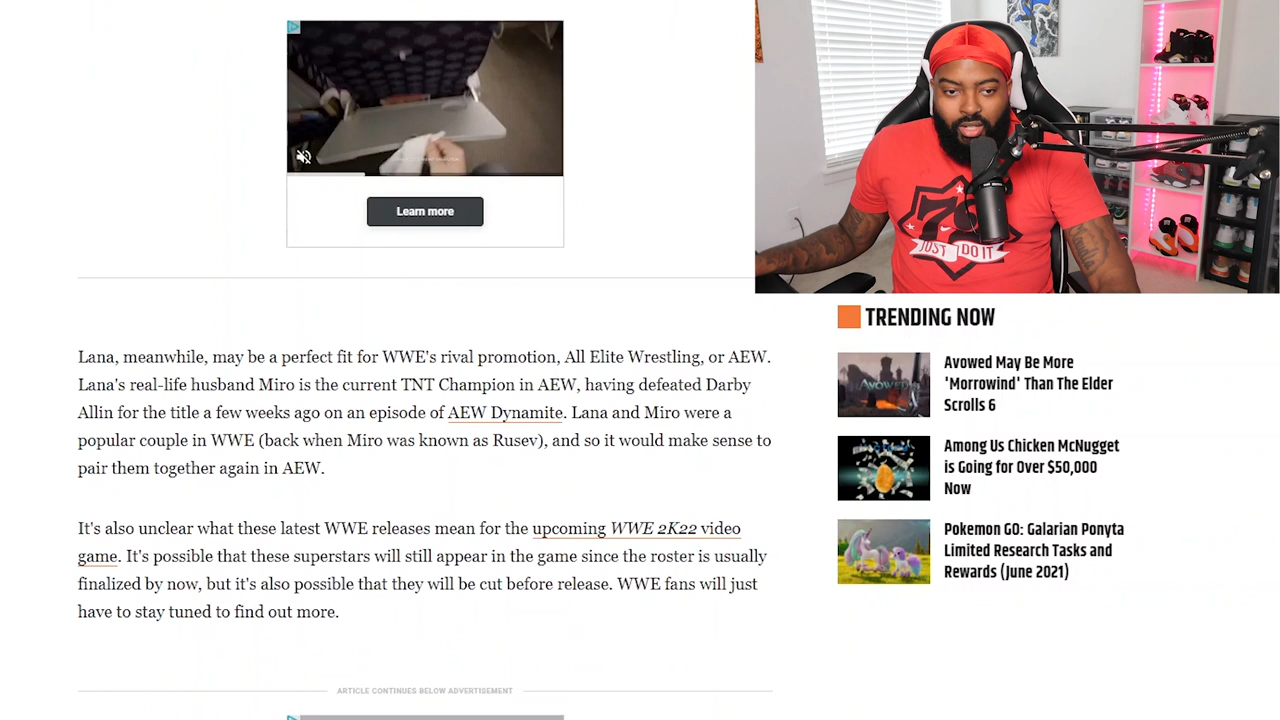 Learn more
Lana, meanwhile, may be a perfect fit for WWE's rival promotion, All Elite Wrestling, or AEW.
Lana's real-life husband Miro is the current TNT Champion in AEW, having defeated Darby
Allin for the title a few weeks ago on an episode of AEW Dynamite. Lana and Miro were a
popular couple in WWE (back when Miro was known as Rusev), and so it would make sense to
pair them together again in AEW.
It's also unclear what these latest WWE releases mean for the upcoming WWE 2K22 video
game. It's possible that these superstars will still appear in the game since the roster is usually
finalized by now, but it's also possible that they will be cut before release. WWE fans will just
have to stay tuned to find out more.
ARTICLE CONTINUES BELOW ADVERTISEMENT
72
JUST DO IT
TRENDING NOW
AVOWED
Avowed May Be More
'Morrowind' Than The Elder
Scrolls 6
Among Us Chicken McNugget
is Going for Over $50,000
Now
Pokemon GO: Galarian Ponyta
Limited Research Tasks and
Rewards (June 2021)